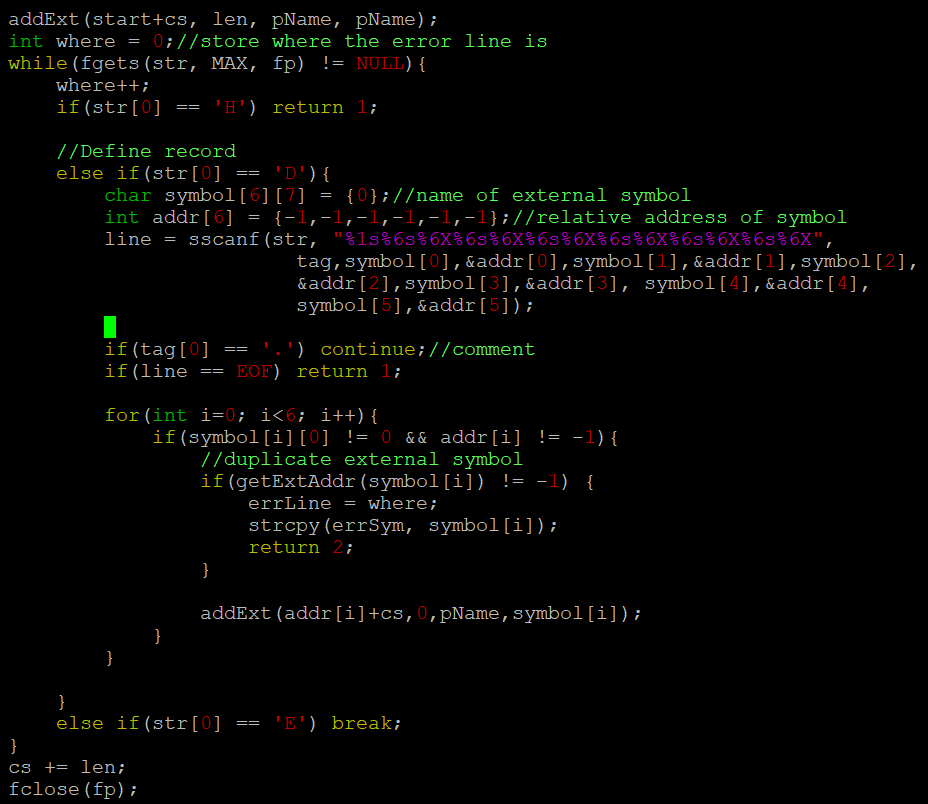 addExt(start+cs, len, pName, pName);
int where = 0;//store where the error line is
while(fgets(str, MAX, fp) != NULL){
    where++;
    if(str[0] == 'H') return 1;

    //Define record
    else if(str[0] == 'D'){
        char symbol[6][7] = {0};//name of external symbol
        int addr[6] = {-1,-1,-1,-1,-1,-1};//relative address of symbol
        line = sscanf(str, "%1s%6s%6X%6s%6X%6s%6X%6s%6X%6s%6X%6s%6X",
                        tag,symbol[0],&addr[0],symbol[1],&addr[1],symbol[2],
                        &addr[2],symbol[3],&addr[3], symbol[4],&addr[4],
                        symbol[5],&addr[5]);

        if(tag[0] == '.') continue;//comment
        if(line == EOF) return 1;

        for(int i=0; i<6; i++){
            if(symbol[i][0] != 0 && addr[i] != -1){
                //duplicate external symbol
                if(getExtAddr(symbol[i]) != -1) {
                    errLine = where;
                    strcpy(errSym, symbol[i]);
                    return 2;
                }

                addExt(addr[i]+cs,0,pName,symbol[i]);
            }
        }

    }
    else if(str[0] == 'E') break;
}
cs += len;
fclose(fp);